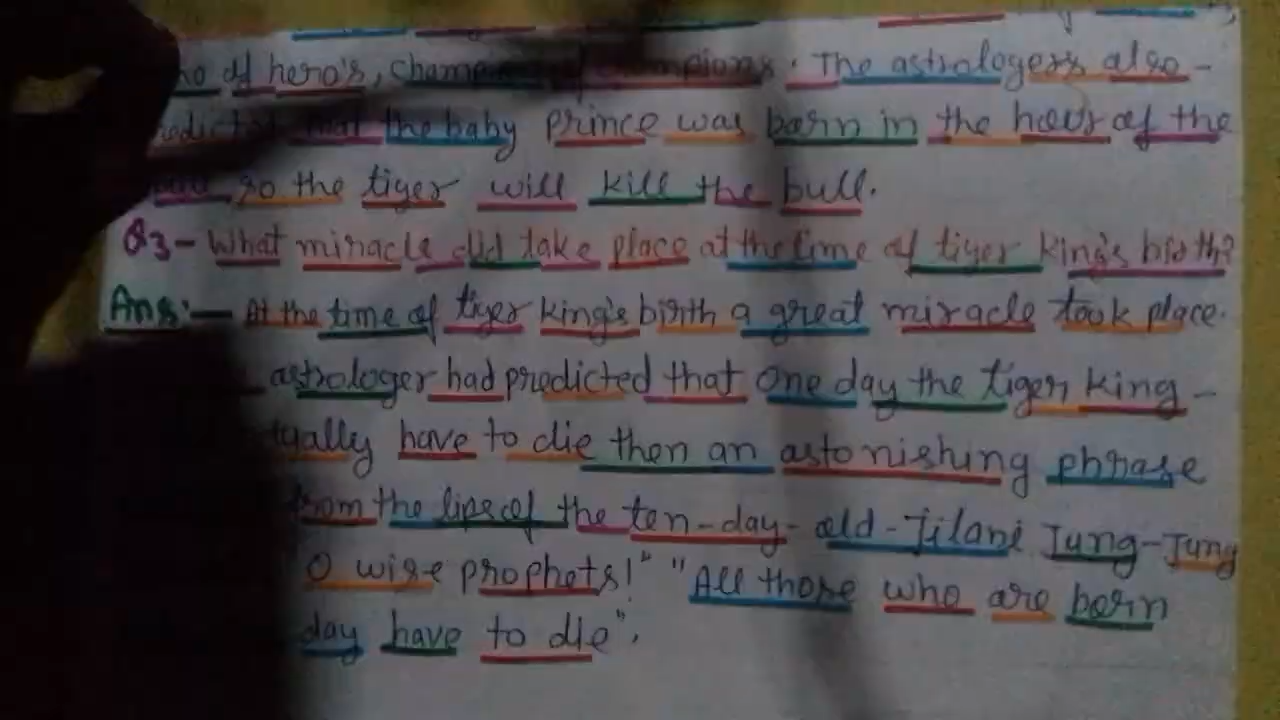 of hero's, champions. The astrologers also-
that the baby prince was born in the hour of the
so the tiger will kill the bull.
Q3- What miracle did take place at the time of tiger king's birth?
Ans:- At the time of tiger king's birth a great miracle took place.
astrologer had predicted that one day the tiger king-
have to die then an astonishing phrase
from the lips of the ten-day-old-Jilani Jung-Jung
O wise prophets!" "All those who are born
day have to die".